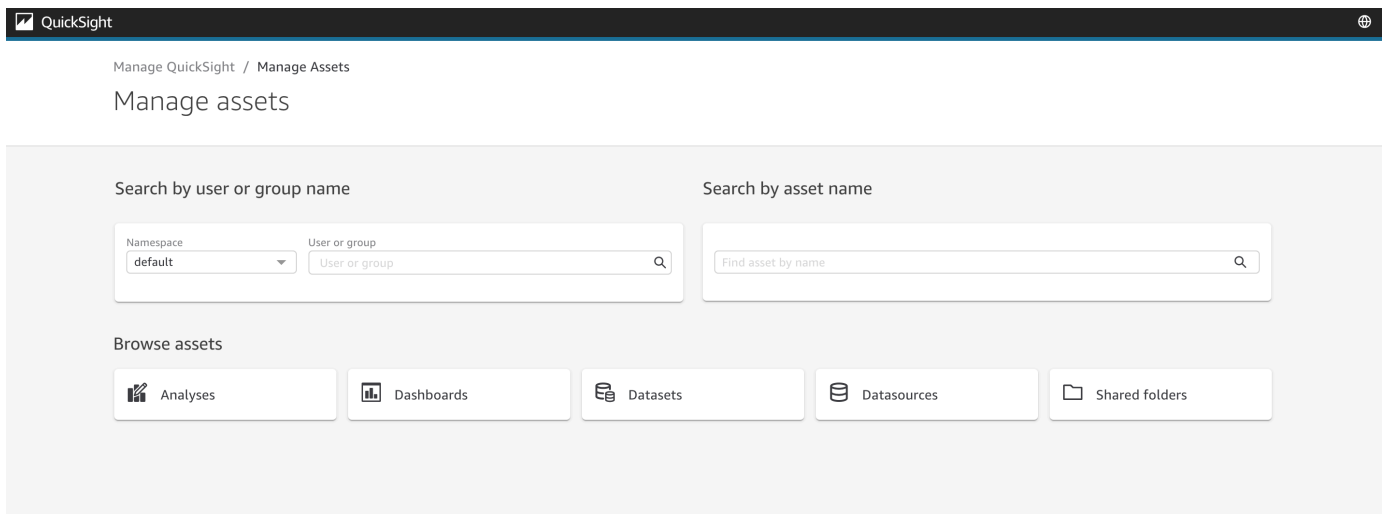 QuickSight
Manage QuickSight / Manage Assets
Manage assets
Search by user or group name
Namespace
default
User or group
User or group
Search by asset name
Find asset by name
Browse assets
Analyses
Dashboards
Datasets
Datasources
Shared folders